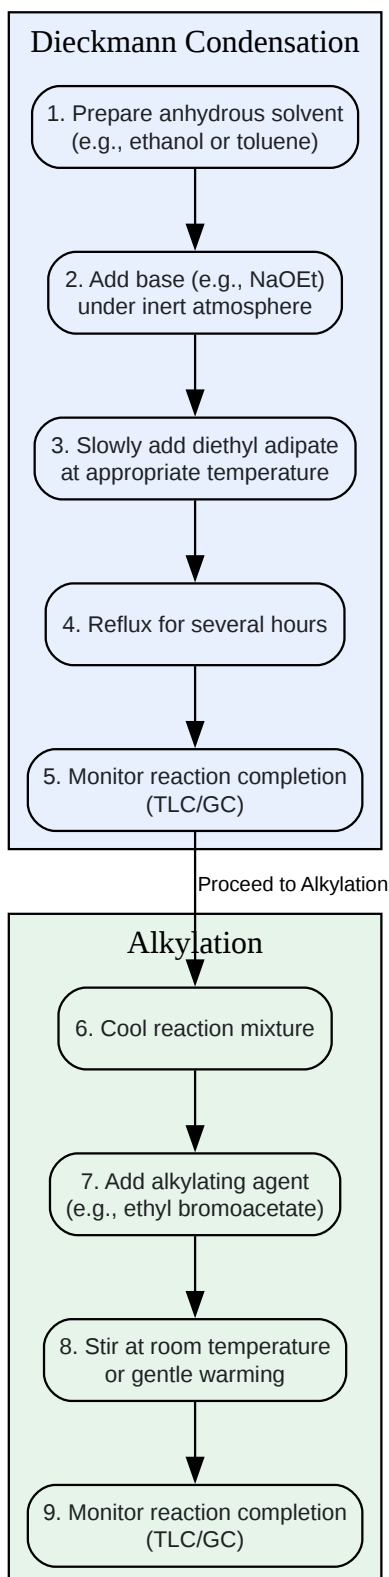 Dieckmann Condensation
1. Prepare anhydrous solvent
(e.g., ethanol or toluene)
2. Add base (e.g., NaOEt)
under inert atmosphere
3. Slowly add diethyl adipate
at appropriate temperature
4. Reflux for several hours
5. Monitor reaction completion
(TLC/GC)
Proceed to Alkylation
Alkylation
6. Cool reaction mixture
7. Add alkylating agent
(e.g., ethyl bromoacetate)
8. Stir at room temperature
or gentle warming
9. Monitor reaction completion
(TLC/GC)